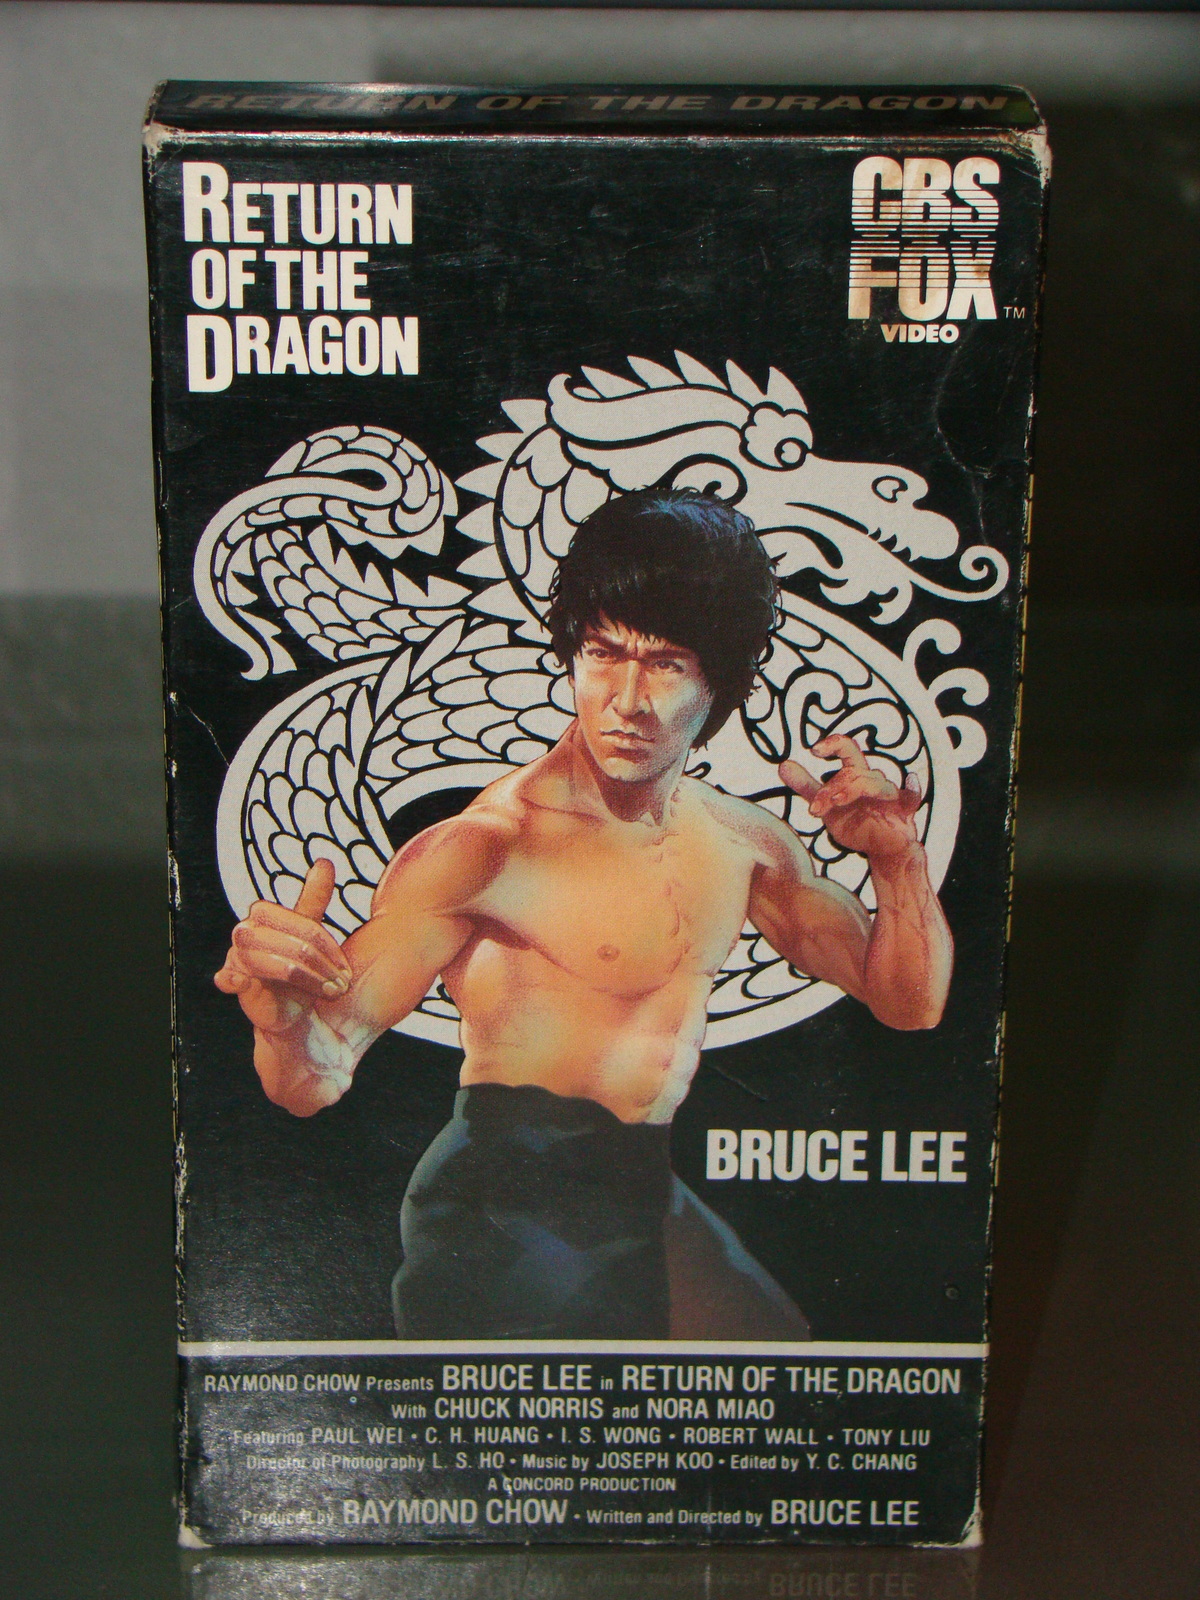 RETURN OF THE DRAGON
RETURN
OF THE
DRAGON
CBS
FOX
TM
VIDEO
BRUCE LEE
RAYMOND CHOW Presents BRUCE LEE in RETURN OF THE DRAGON
With CHUCK NORRIS and NORA MIAO
Featuring PAUL WEI • C. H. HUANG • I. S. WONG • ROBERT WALL • TONY LIU
Director of Photography L. S. HO • Music by JOSEPH KOO • Edited by Y. C. CHANG
A CONCORD PRODUCTION
Produced by RAYMOND CHOW • Written and Directed by BRUCE LEE